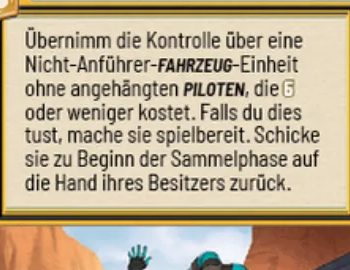 Übernimm die Kontrolle über eine
Nicht-Anführer-FAHRZEUG-Einheit
ohne angehängten PILOTEN, die 6
oder weniger kostet. Falls du dies
tust, mache sie spielbereit. Schicke
sie zu Beginn der Sammelphase auf
die Hand ihres Besitzers zurück.